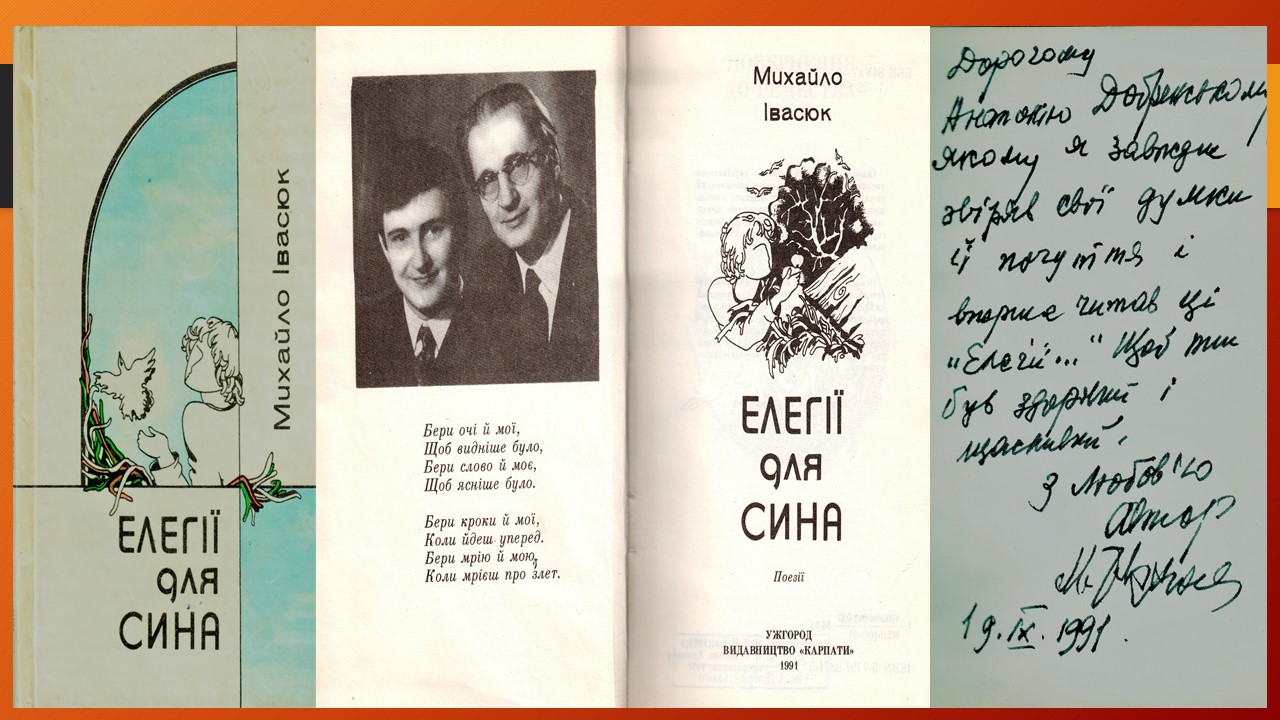 Михайло Івасюк
ЕЛЕГІЇ
для
СИНА
Бери очі й мої,
Щоб видніше було,
Бери слово й моє,
Щоб ясніше було.
Бери кроки й мої,
Коли йдеш уперед.
Бери мрію й мою,
Коли мрієш про злет.
Михайло
Івасюк
ЕЛЕГІЇ
для
СИНА
Поезії
УЖГОРОД
ВИДАВНИЦТВО «КАРПАТИ»
1991
Дорогому
Антонію Добрянському
якому я завжди
звіряв свої думки
й почуття і
вперше читав ці
"Елегії..." Щоб ти
був здоровий і
щасливий.
З любов'ю
Автор
М. Івасюк
19.IX.1991.